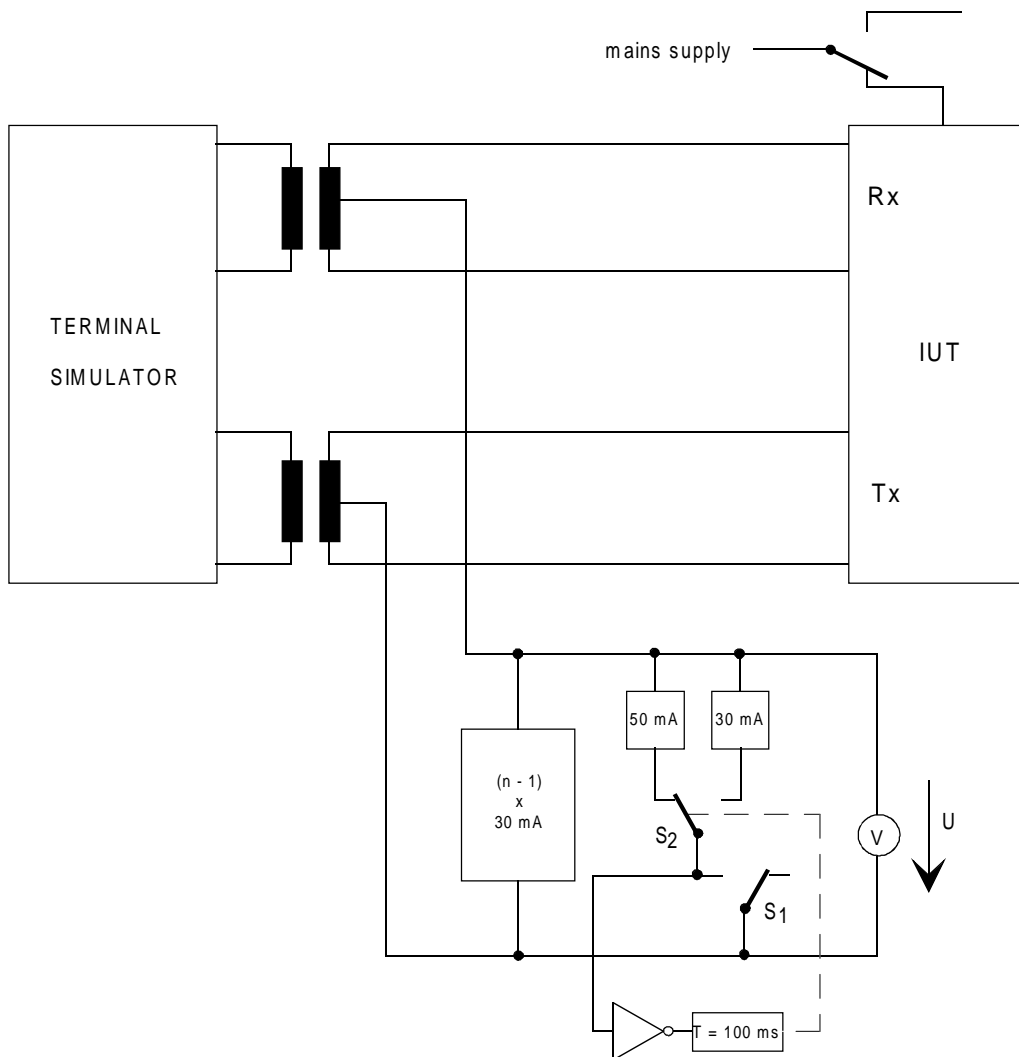 mains supply
Rx
TERMINAL
SIMULATOR
IUT
Tx
50 mA
30 mA
(n - 1)
x
30 mA
S2
V
U
S1
T = 100 ms